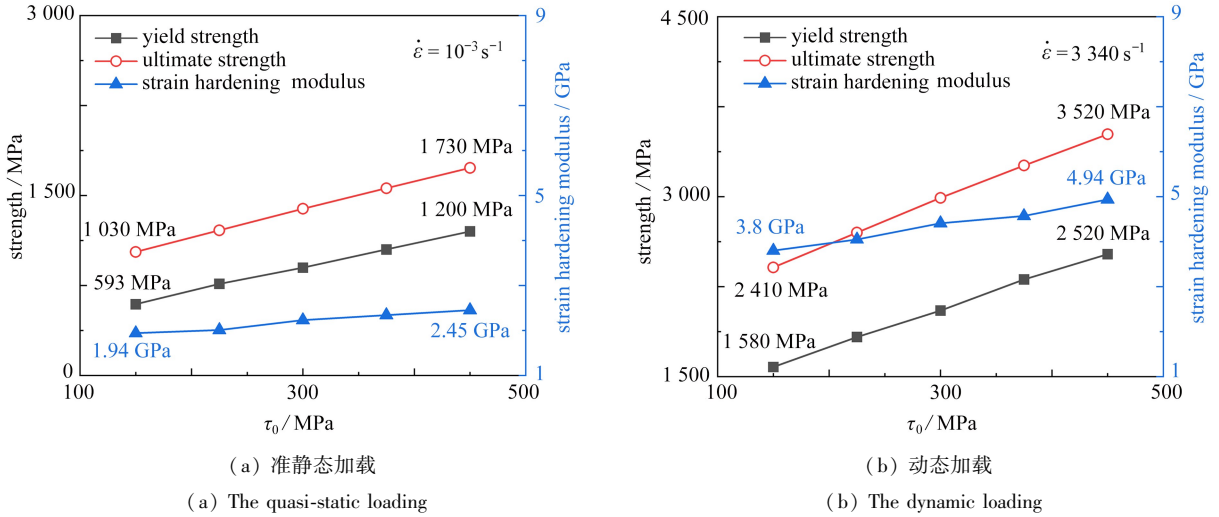 3 000
1 500
0
strength / MPa
yield strength
ultimate strength
strain hardening modulus
ε̇ = 10⁻³ s⁻¹
1 730 MPa
1 030 MPa
1 200 MPa
593 MPa
1.94 GPa
2.45 GPa
9
5
1
strain hardening modulus / GPa
100 300 500
τ₀ / MPa
(a) 准静态加载
(a) The quasi-static loading
4 500
3 000
1 500
strength / MPa
yield strength
ultimate strength
strain hardening modulus
ε̇ = 3 340 s⁻¹
3 520 MPa
4.94 GPa
3.8 GPa
2 520 MPa
2 410 MPa
1 580 MPa
9
5
1
strain hardening modulus / GPa
100 300 500
τ₀ / MPa
(b) 动态加载
(b) The dynamic loading